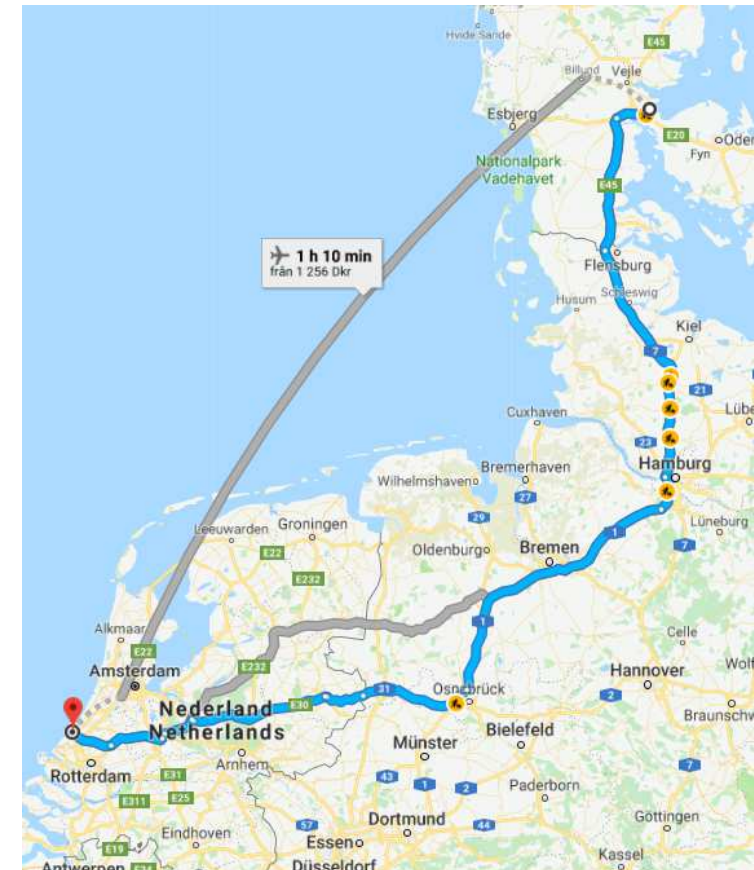 Hvide Sande
E45
Billund
Vejle
Esbjerg
E20
Oden
Fyn
Nationalpark
Vadehavet
E45
1 h 10 min
från 1 256 Dkr
Flensburg
Husum
Schleswig
Kiel
7
21
Cuxhaven
23
Lübe
Wilhelmshaven
Bremerhaven
Hamburg
27
29
Leeuwarden
Groningen
Lüneburg
E22
Oldenburg
Bremen
1
7
E232
Alkmaar
1
Celle
E22
Amsterdam
E232
Hannover
Wolf
Nederland
Netherlands
E30
31
Osnabrück
2
Braunschw
Rotterdam
Arnhem
Münster
Bielefeld
E31
43
7
E311
E25
1
2
Paderborn
Eindhoven
57
Dortmund
44
Göttingen
E19
Essen
Kassel
Antwerpen
E34
Düsseldorf